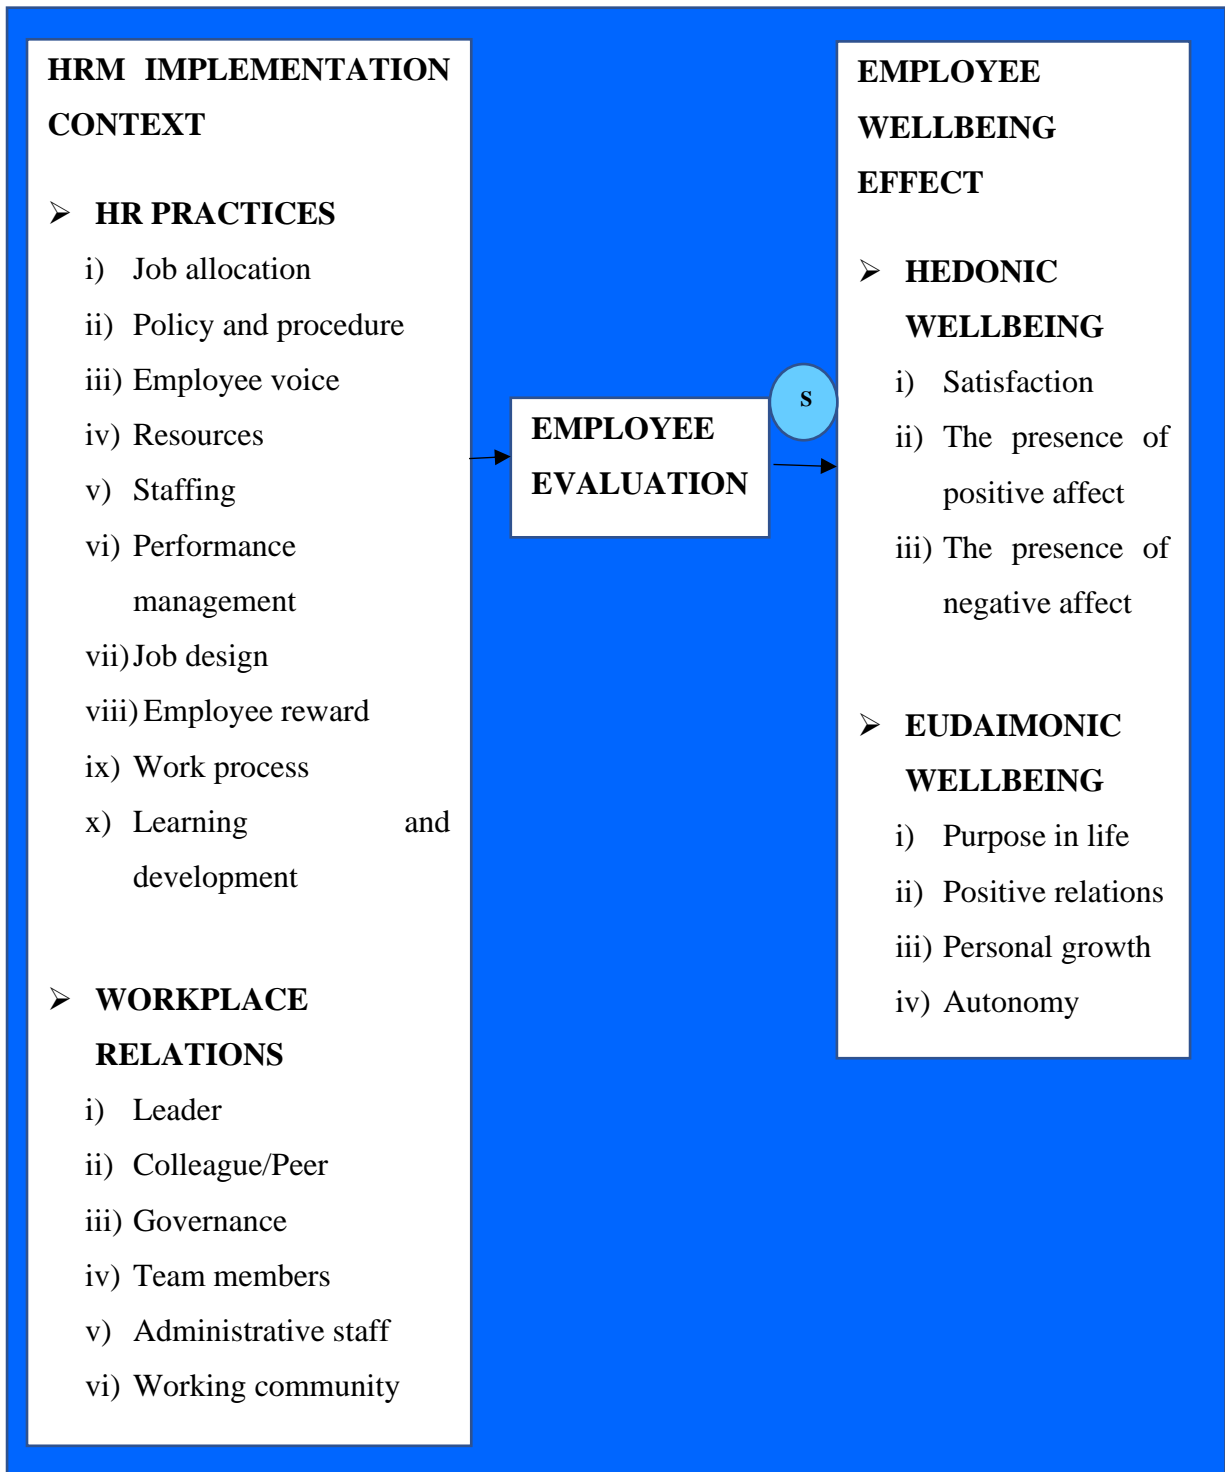 HRM IMPLEMENTATION
CONTEXT
➢ HR PRACTICES
i) Job allocation
ii) Policy and procedure
iii) Employee voice
iv) Resources
v) Staffing
vi) Performance
management
vii) Job design
viii) Employee reward
ix) Work process
x) Learning and
development
➢ WORKPLACE
RELATIONS
i) Leader
ii) Colleague/Peer
iii) Governance
iv) Team members
v) Administrative staff
vi) Working community
EMPLOYEE
EVALUATION
S
EMPLOYEE
WELLBEING
EFFECT
➢ HEDONIC
WELLBEING
i) Satisfaction
ii) The presence of
positive affect
iii) The presence of
negative affect
➢ EUDAIMONIC
WELLBEING
i) Purpose in life
ii) Positive relations
iii) Personal growth
iv) Autonomy